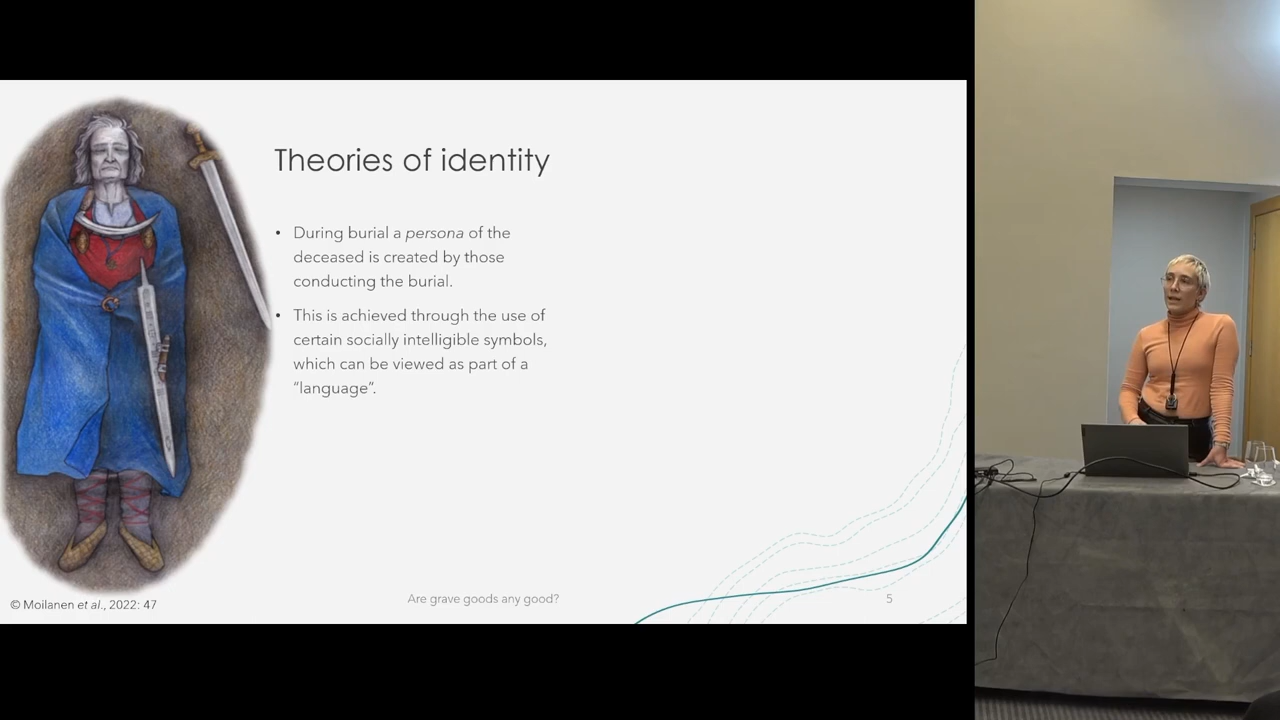 Theories of identity
• During burial a persona of the
deceased is created by those
conducting the burial.
• This is achieved through the use of
certain socially intelligible symbols,
which can be viewed as part of a
“language”.
© Moilanen et al., 2022: 47
Are grave goods any good?
5